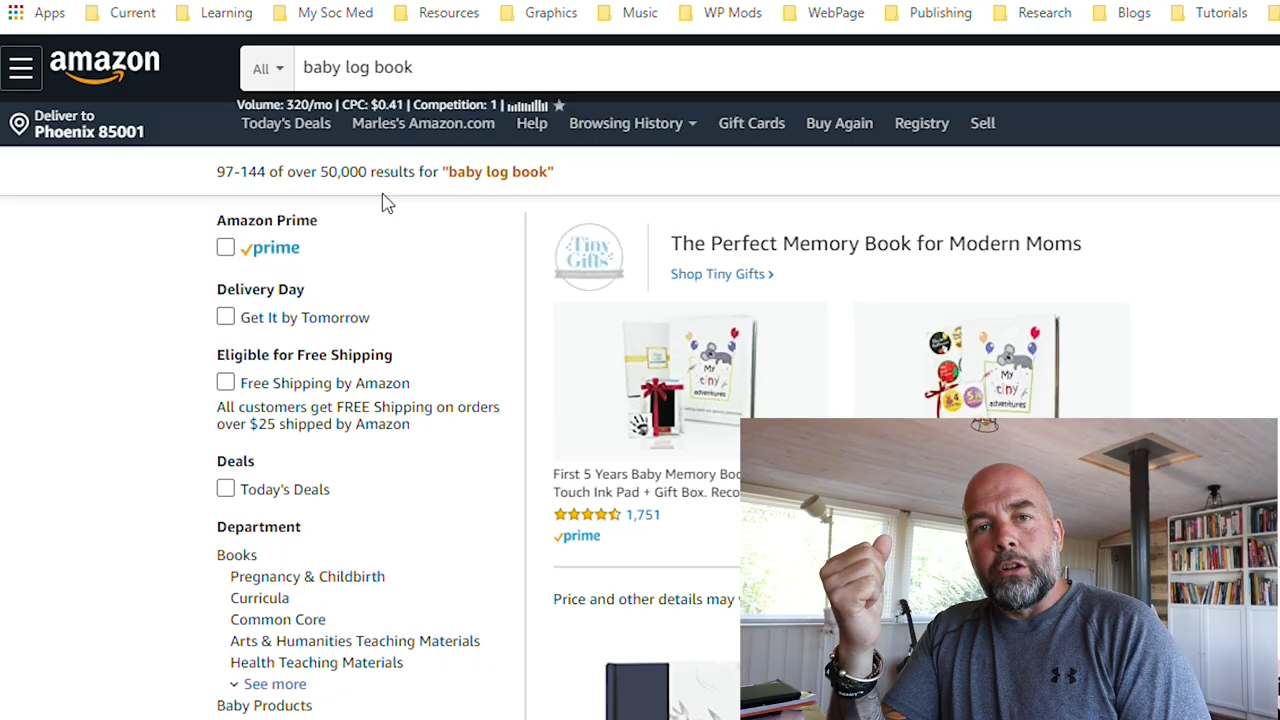 Apps Current Learning My Soc Med Resources Graphics Music WP Mods WebPage Publishing Research Blogs Tutorials
amazon
All baby log book
Volume: 320/mo | CPC: $0.41 | Competition: 1 |
Deliver to
Phoenix 85001
Today's Deals Marles's Amazon.com Help Browsing History Gift Cards Buy Again Registry Sell
97-144 of over 50,000 results for "baby log book"
Amazon Prime
prime
Delivery Day
Get It by Tomorrow
Eligible for Free Shipping
Free Shipping by Amazon
All customers get FREE Shipping on orders
over $25 shipped by Amazon
Deals
Today's Deals
Department
Books
Pregnancy & Childbirth
Curricula
Common Core
Arts & Humanities Teaching Materials
Health Teaching Materials
See more
Baby Products
Tiny
Gifts
The Perfect Memory Book for Modern Moms
Shop Tiny Gifts ›
My
tiny
adventures
My
tiny
adventures
First 5 Years Baby Memory Boo
Touch Ink Pad + Gift Box. Reco
1,751
prime
Price and other details may